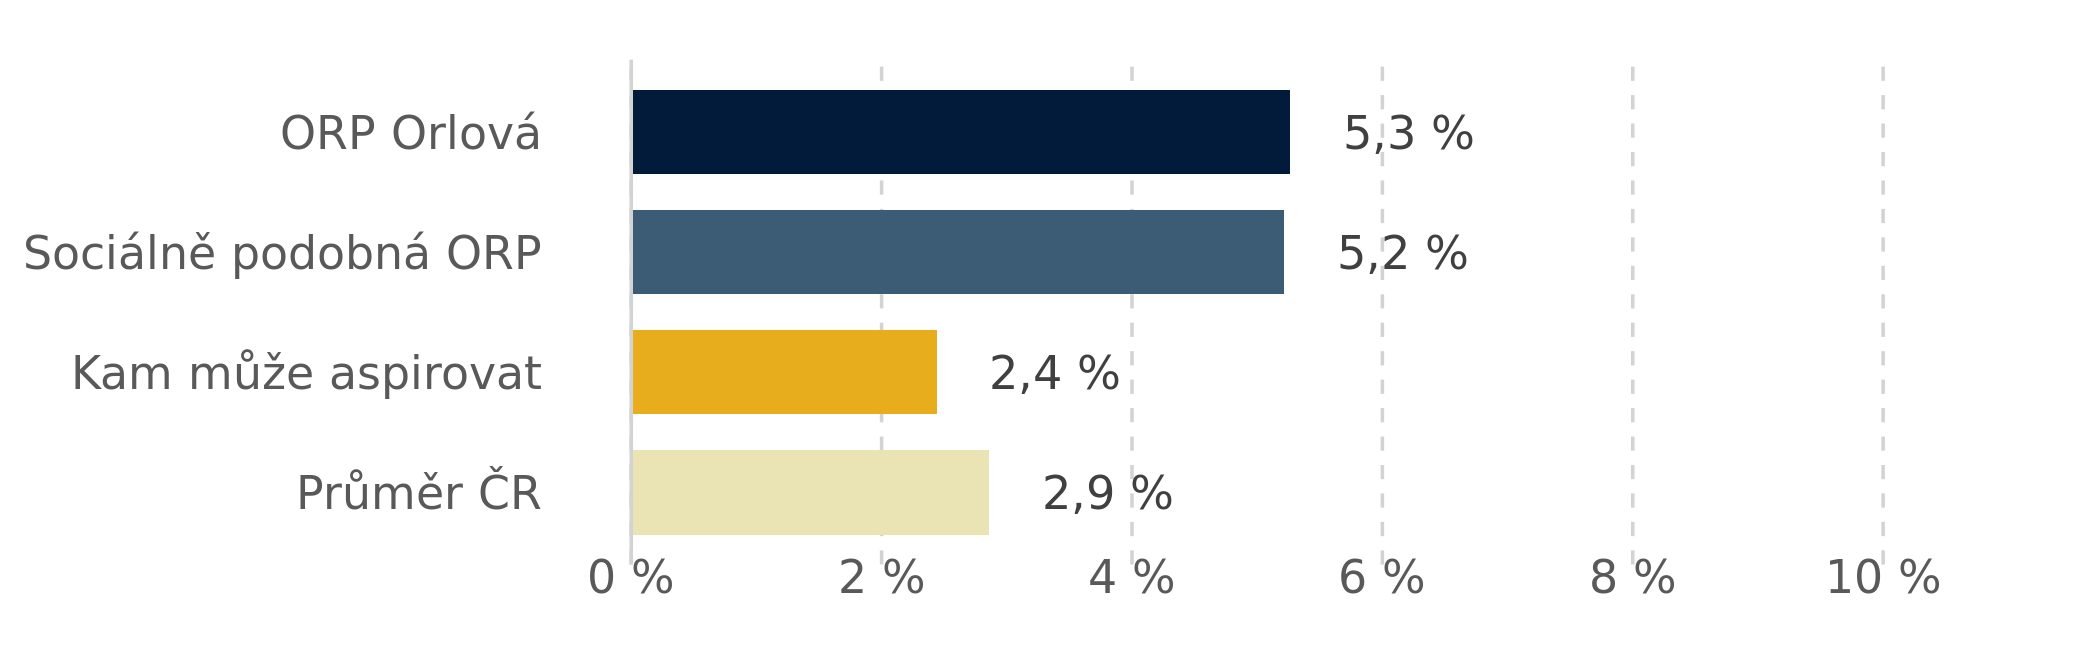 ORP Orlová 5,3 %
Sociálně podobná ORP 5,2 %
Kam může aspirovat 2,4 %
Průměr ČR 2,9 %
0 % 2 % 4 % 6 % 8 % 10 %